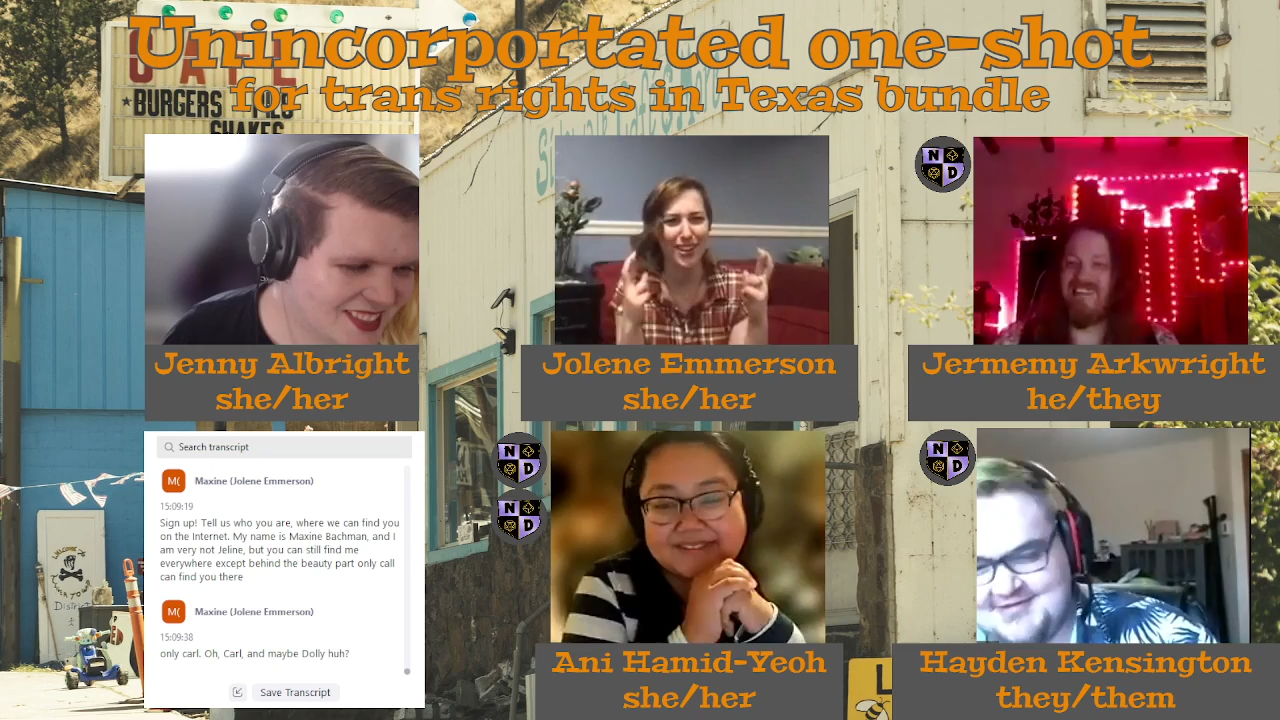 Unincorportated one-shot
for trans rights in Texas bundle
CAFE
*BURGERS PIES
SHAKES
N
D
Jenny Albright
she/her
Jolene Emmerson
she/her
Jermemy Arkwright
he/they
Search transcript
M(
Maxine (Jolene Emmerson)
15:09:19
Sign up! Tell us who you are, where we can find you
on the Internet. My name is Maxine Bachman, and I
am very not Jeline, but you can still find me
everywhere except behind the beauty part only call
can find you there
M(
Maxine (Jolene Emmerson)
15:09:38
only carl. Oh, Carl, and maybe Dolly huh?
Save Transcript
N
D
N
D
N
D
WELCOME
District
Ani Hamid-Yeoh
she/her
Hayden Kensington
they/them
L